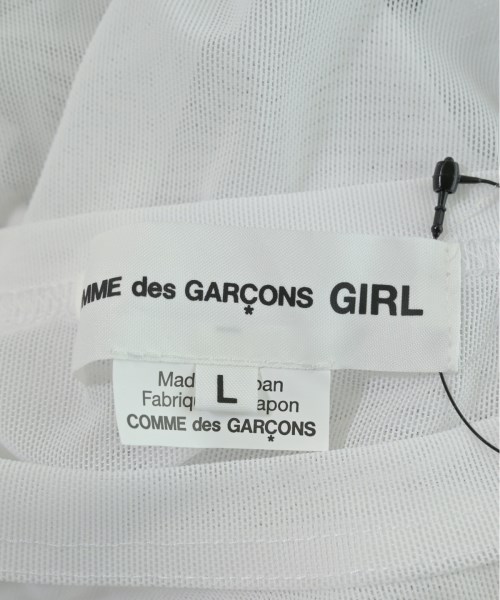 MME des GARÇONS GIRL
Mad L pan
Fabriq apon
COMME des GARÇONS